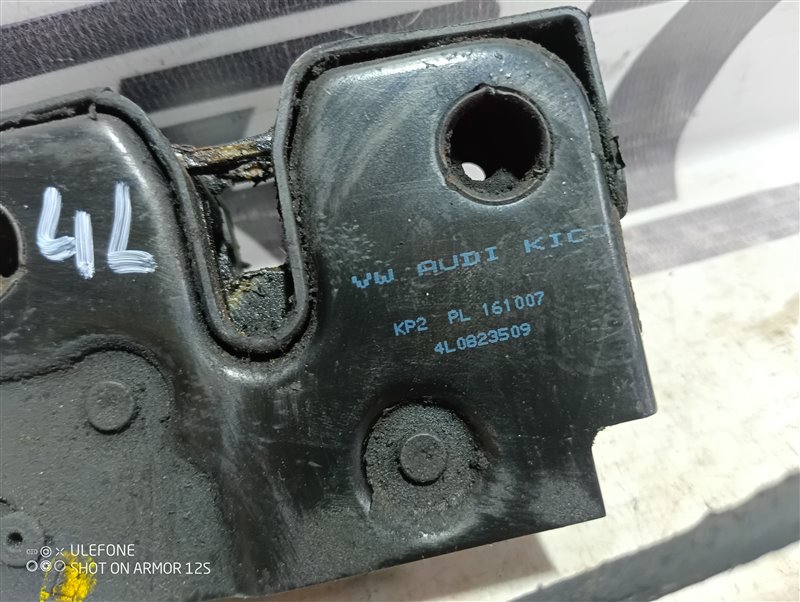 4L
VW AUDI KIC
KP2 PL 161007
4L0823509
ULEFONE
SHOT ON ARMOR 12S